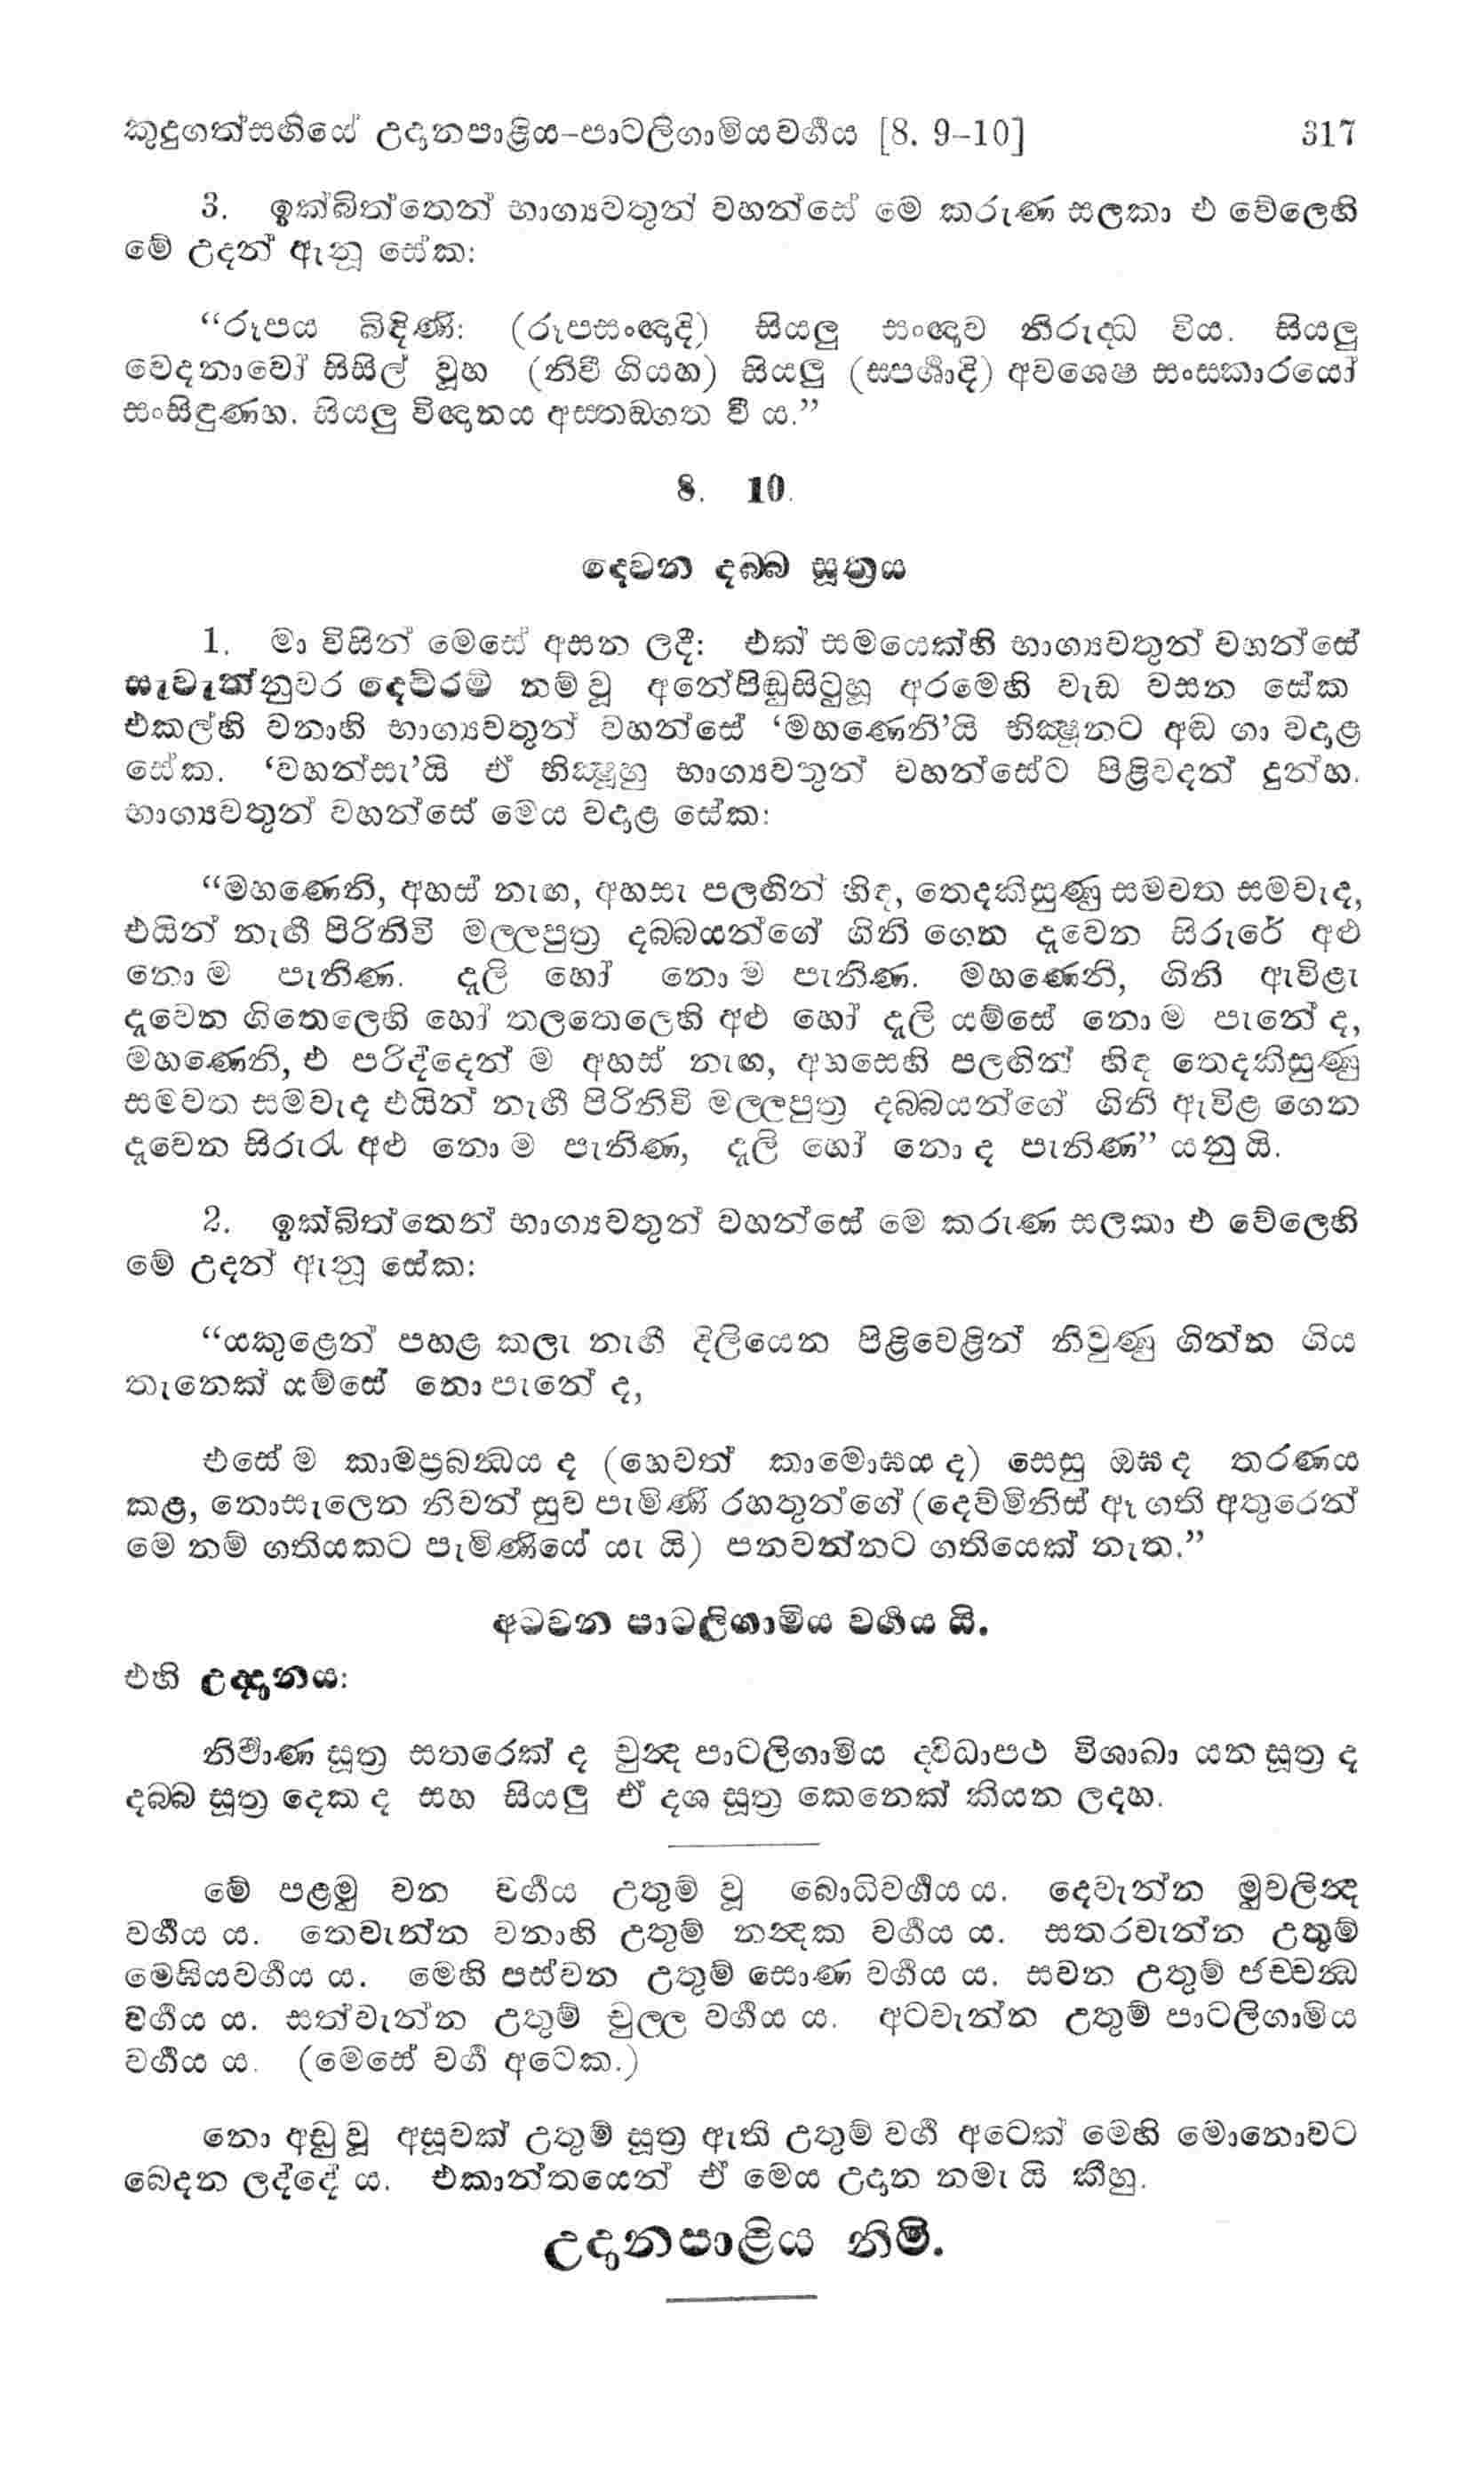 කුදුගත්සඟියේ උදානපාළිය-පාටලිගාමියවර්ගය [8. 9-10] 317
3. ඉක්බිත්තෙන් භාග්‍යවතුන් වහන්සේ මෙ කරුණ සලකා එ වේලෙහි
මේ උදන් ඇනූ සේක:
“රූපය බිඳිණි: (රූපසංඥාදි) සියලු සංඥාව නිරුද්ධ විය. සියලු
වෙදනාවෝ සිසිල් වූහ (නිවී ගියහ) සියලු (ස්පර්‍ශාදි) අවශෙෂ සංස්කාරයෝ
සංසිඳුණහ. සියලු විඥානය අස්තඞ්ගත වී ය.”
8. 10.
දෙවන දබ්බ සූත්‍රය
1. මා විසින් මෙසේ අසන ලදී: එක් සමයෙක්හි භාග්‍යවතුන් වහන්සේ
සැවැත්නුවර දෙව්රම් නම් වූ අනේපිඬුසිටුහු අරමෙහි වැඩ වසන සේක
එකල්හි වනාහි භාග්‍යවතූන් වහන්සේ ‘මහණෙනි’යි භික්‍ෂූනට අඬ ගා වදාළ
සේක. ‘වහන්සැ’යි ඒ භික්‍ෂූහු භාග්‍යවතුන් වහන්සේට පිළිවදන් දුන්හ.
භාග්‍යවතූන් වහන්සේ මෙය වදාළ සේක:
“මහණෙනි, අහස් නැඟ, අහසැ පලඟින් හිඳ, තෙදකිසුණු සමවත සමවැද,
එයින් නැඟී පිරිනිවි මල්ලපුත්‍ර දබ්බයන්ගේ ගිනි ගෙන දැවෙන සිරුරේ අළු
නො ම පැනිණ. දැලි හෝ නො ම පැනිණ. මහණෙනි, ගිනි ඇවිළැ
දැවෙන ගිතෙලෙහි හෝ තලතෙලෙහි අළු හෝ දැලි යම්සේ නො ම පැනේ ද,
මහණෙනි, එ පරිද්දෙන් ම අහස් නැඟ, අහසෙහි පලඟින් හිඳ තෙදකිසුණු
සමවත සමවැද එයින් නැඟී පිරිනිවි මල්ලපුත්‍ර දබ්බයන්ගේ ගිනි ඇවිළ ගෙන
දැවෙන සිරුරැ අළු නො ම පැනිණ, දැලි හෝ නො ද පැනිණ” යනු යි.
2. ඉක්බිත්තෙන් භාග්‍යවතුන් වහන්සේ මෙ කරුණ සලකා එ වේලෙහි
මේ උදන් ඇනූ සේක:
“යකුළෙන් පහළ කලැ නැඟී දිලියෙන පිළිවෙළින් නිවුණු ගින්න ගිය
තැනෙක් යම්සේ නො පැනේ ද,
එසේ ම කාමප්‍රබන්‍ධය ද (හෙවත් කාමොඝය ද) සෙසු ඔඝ ද තරණය
කළ, නොසැලෙන නිවන් සුව පැමිණි රහතුන්ගේ (දෙව්මිනිස් ඈ ගති අතුරෙන්
මෙ නම් ගතියකට පැමිණියේ යැ යි) පනවන්නට ගතියෙක් නැත.”
අටවන පාටලිගාමිය වර්ගය යි.
එහි උද්දානය:
නිර්‍වාණ සූත්‍ර සතරෙක් ද චුන්‍ද පාටලිගාමිය ද්විධාපථ විශාඛා යන සූත්‍ර ද
දබ්බ සූත්‍ර දෙක ද සහ සියලු ඒ දශ සූත්‍ර කෙනෙක් කියන ලදහ.
මේ පළමු වන වර්ගය උතුම් වූ බොධිවර්ගය ය. දෙවැන්න මුචලින්‍ද
වර්ගය ය. තෙවැන්න වනාහි උතුම් නන්‍දක වර්ගය ය. සතරවැන්න උතූම්
මෙඝියවර්ගය ය. මෙහි පස්වන උතුම් සොණ වර්ගය ය. සවන උතුම් ජච්චන්‍ධ
වර්ගය ය. සත්වැන්න උතුම් චුල්ල වර්ගය ය. අටවැන්න උතුම් පාටලිගාමිය
වර්ගය ය. (මෙසේ වර්ග අටෙක.)
නො අඩු වූ අසූවක් උතුම් සූත්‍ර ඇති උතුම් වර්ග අටෙක් මෙහි මොනොවට
බෙදන ලද්දේ ය. එකාන්තයෙන් ඒ මෙය උදාන නමැ යි කීහු.
උදානපාළිය නිමි.